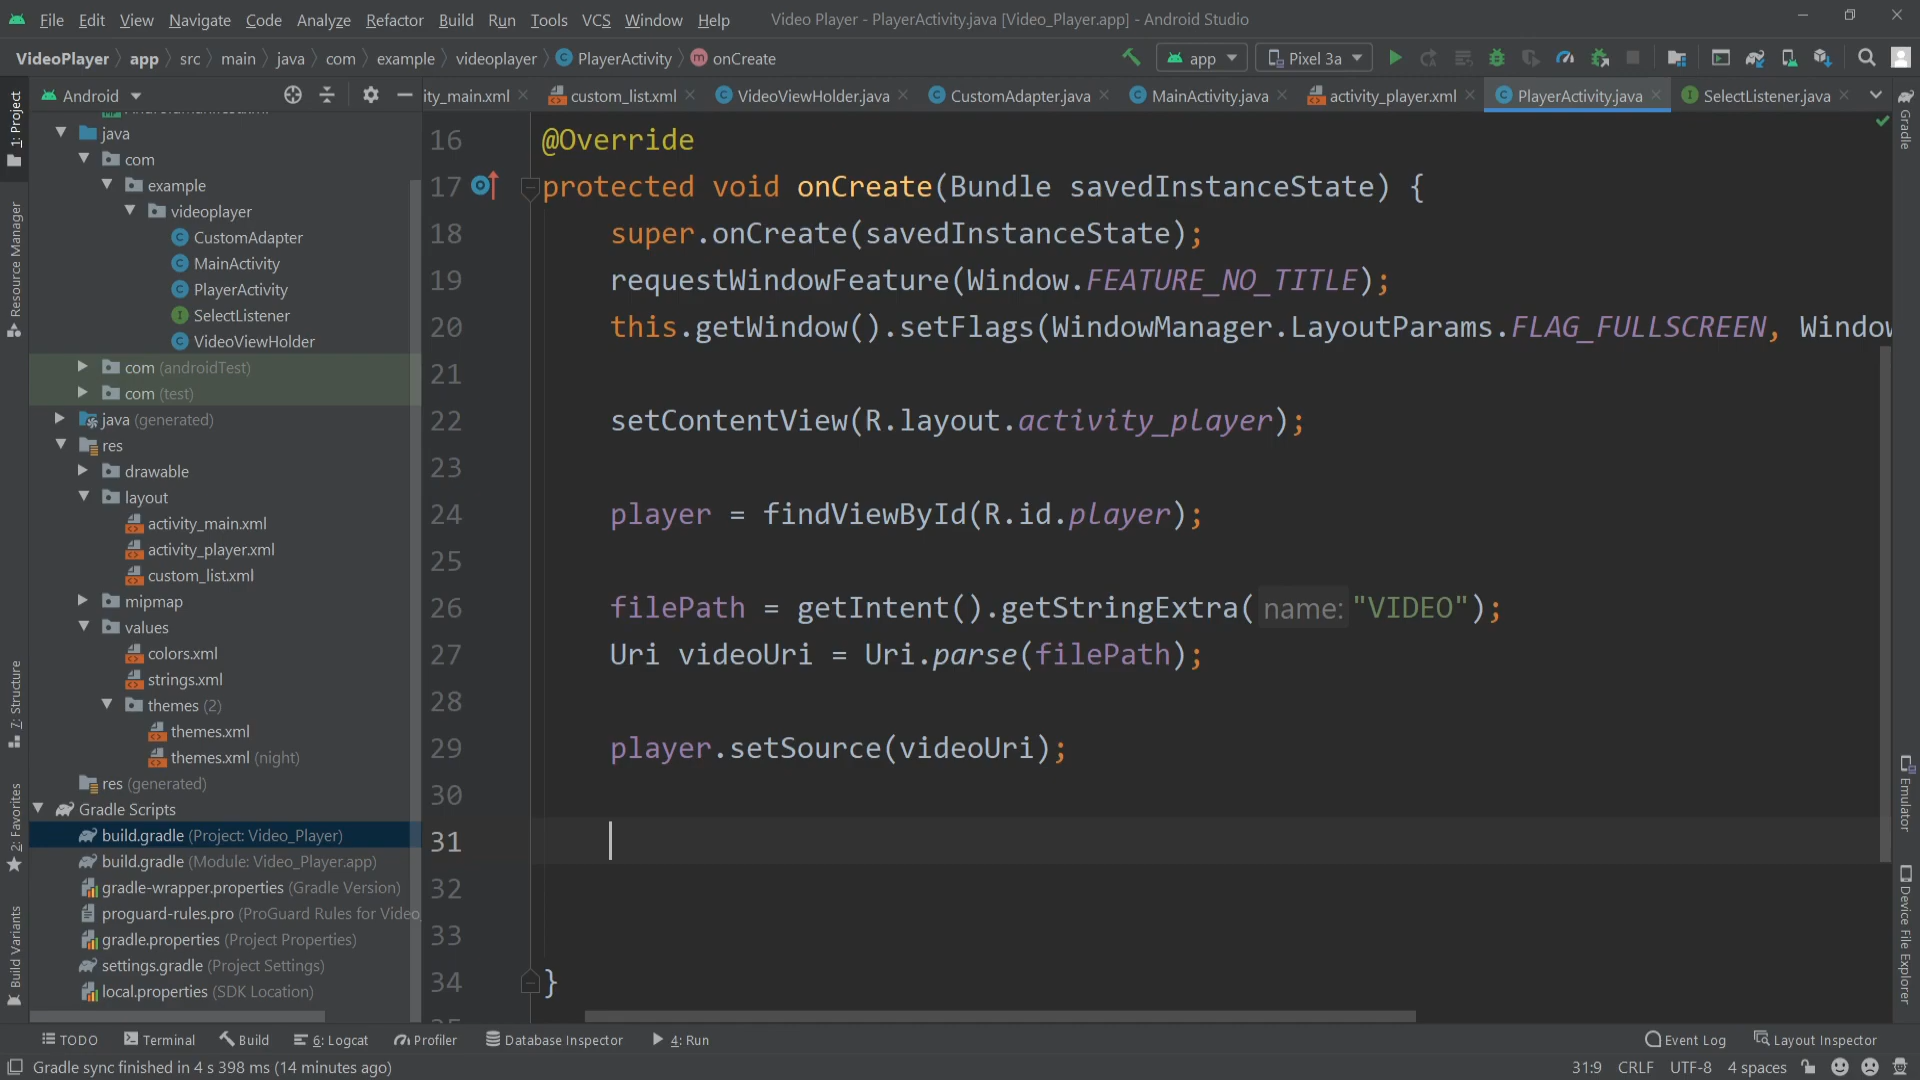 File Edit View Navigate Code Analyze Refactor Build Run Tools VCS Window Help Video Player - PlayerActivity.java [Video_Player.app] - Android Studio
VideoPlayer app src main java com example videoplayer PlayerActivity onCreate app Pixel 3a
Android
ity_main.xml custom_list.xml VideoViewHolder.java CustomAdapter.java MainActivity.java activity_player.xml PlayerActivity.java SelectListener.java
1: Project
Resource Manager
7: Structure
2: Favorites
Build Variants
java
com
example
videoplayer
CustomAdapter
MainActivity
PlayerActivity
SelectListener
VideoViewHolder
com (androidTest)
com (test)
java (generated)
res
drawable
layout
activity_main.xml
activity_player.xml
custom_list.xml
mipmap
values
colors.xml
strings.xml
themes (2)
themes.xml
themes.xml (night)
res (generated)
Gradle Scripts
build.gradle (Project: Video_Player)
build.gradle (Module: Video_Player.app)
gradle-wrapper.properties (Gradle Version)
proguard-rules.pro (ProGuard Rules for Video
gradle.properties (Project Properties)
settings.gradle (Project Settings)
local.properties (SDK Location)
16 @Override
17 protected void onCreate(Bundle savedInstanceState) {
18 super.onCreate(savedInstanceState);
19 requestWindowFeature(Window.FEATURE_NO_TITLE);
20 this.getWindow().setFlags(WindowManager.LayoutParams.FLAG_FULLSCREEN, Window
21
22 setContentView(R.layout.activity_player);
23
24 player = findViewById(R.id.player);
25
26 filePath = getIntent().getStringExtra( name: "VIDEO");
27 Uri videoUri = Uri.parse(filePath);
28
29 player.setSource(videoUri);
30
31
32
33
34 }
Gradle
Emulator
Device File Explorer
TODO Terminal Build 6: Logcat Profiler Database Inspector 4: Run Event Log Layout Inspector
Gradle sync finished in 4 s 398 ms (14 minutes ago) 31:9 CRLF UTF-8 4 spaces